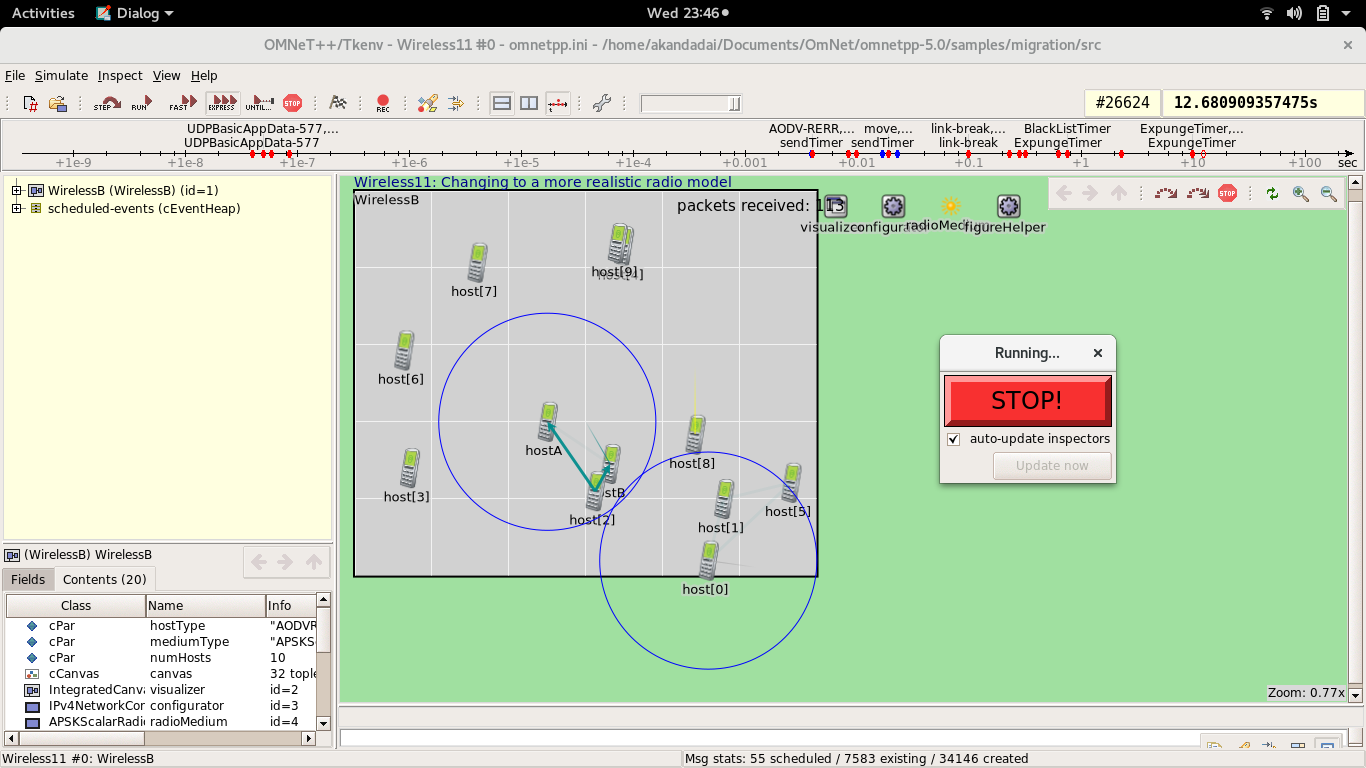 Activities Dialog Wed 23:46
OMNeT++/Tkenv - Wireless11 #0 - omnetpp.ini - /home/akandadai/Documents/OmNet/omnetpp-5.0/samples/migration/src
File Simulate Inspect View Help
STEP RUN FAST EXPRESS UNTIL... STOP REC #26624 12.680909357475s
UDPBasicAppData-577,... AODV-RERR,... move,... link-break,... BlackListTimer ExpungeTimer,...
UDPBasicAppData-577 sendTimer sendTimer link-break ExpungeTimer ExpungeTimer
+1e-9 +1e-8 +1e-7 +1e-6 +1e-5 +1e-4 +0.001 +0.01 +0.1 +1 +10 +100 sec
WirelessB (WirelessB) (id=1)
scheduled-events (cEventHeap)
Wireless11: Changing to a more realistic radio model
WirelessB
packets received: 113
STOP
figureHelper
host[9]
host[7]
host[6]
hostA
host[8]
host[3]
host[2]
host[1]
host[5]
host[0]
Running...
STOP!
auto-update inspectors
Update now
Zoom: 0.77x
(WirelessB) WirelessB
Fields Contents (20)
Class Name Info
cPar hostType "AODVR
cPar mediumType "APSKS
cPar numHosts 10
cCanvas canvas 32 tople
IntegratedCanv visualizer id=2
IPv4NetworkCor configurator id=3
APSKScalarRadi radioMedium id=4
Wireless11 #0: WirelessB Msg stats: 55 scheduled / 7583 existing / 34146 created